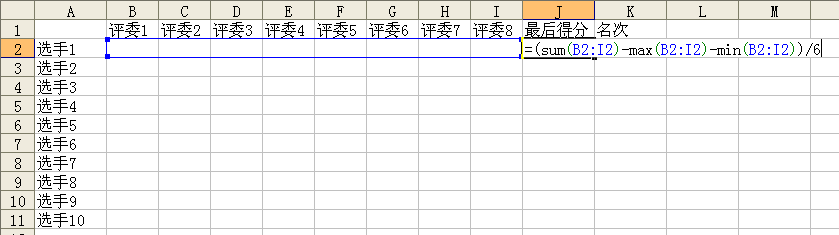 A B C D E F G H I J K L M
1 评委1 评委2 评委3 评委4 评委5 评委6 评委7 评委8 最后得分 名次
2 选手1 =(sum(B2:I2)-max(B2:I2)-min(B2:I2))/6
3 选手2
4 选手3
5 选手4
6 选手5
7 选手6
8 选手7
9 选手8
10 选手9
11 选手10